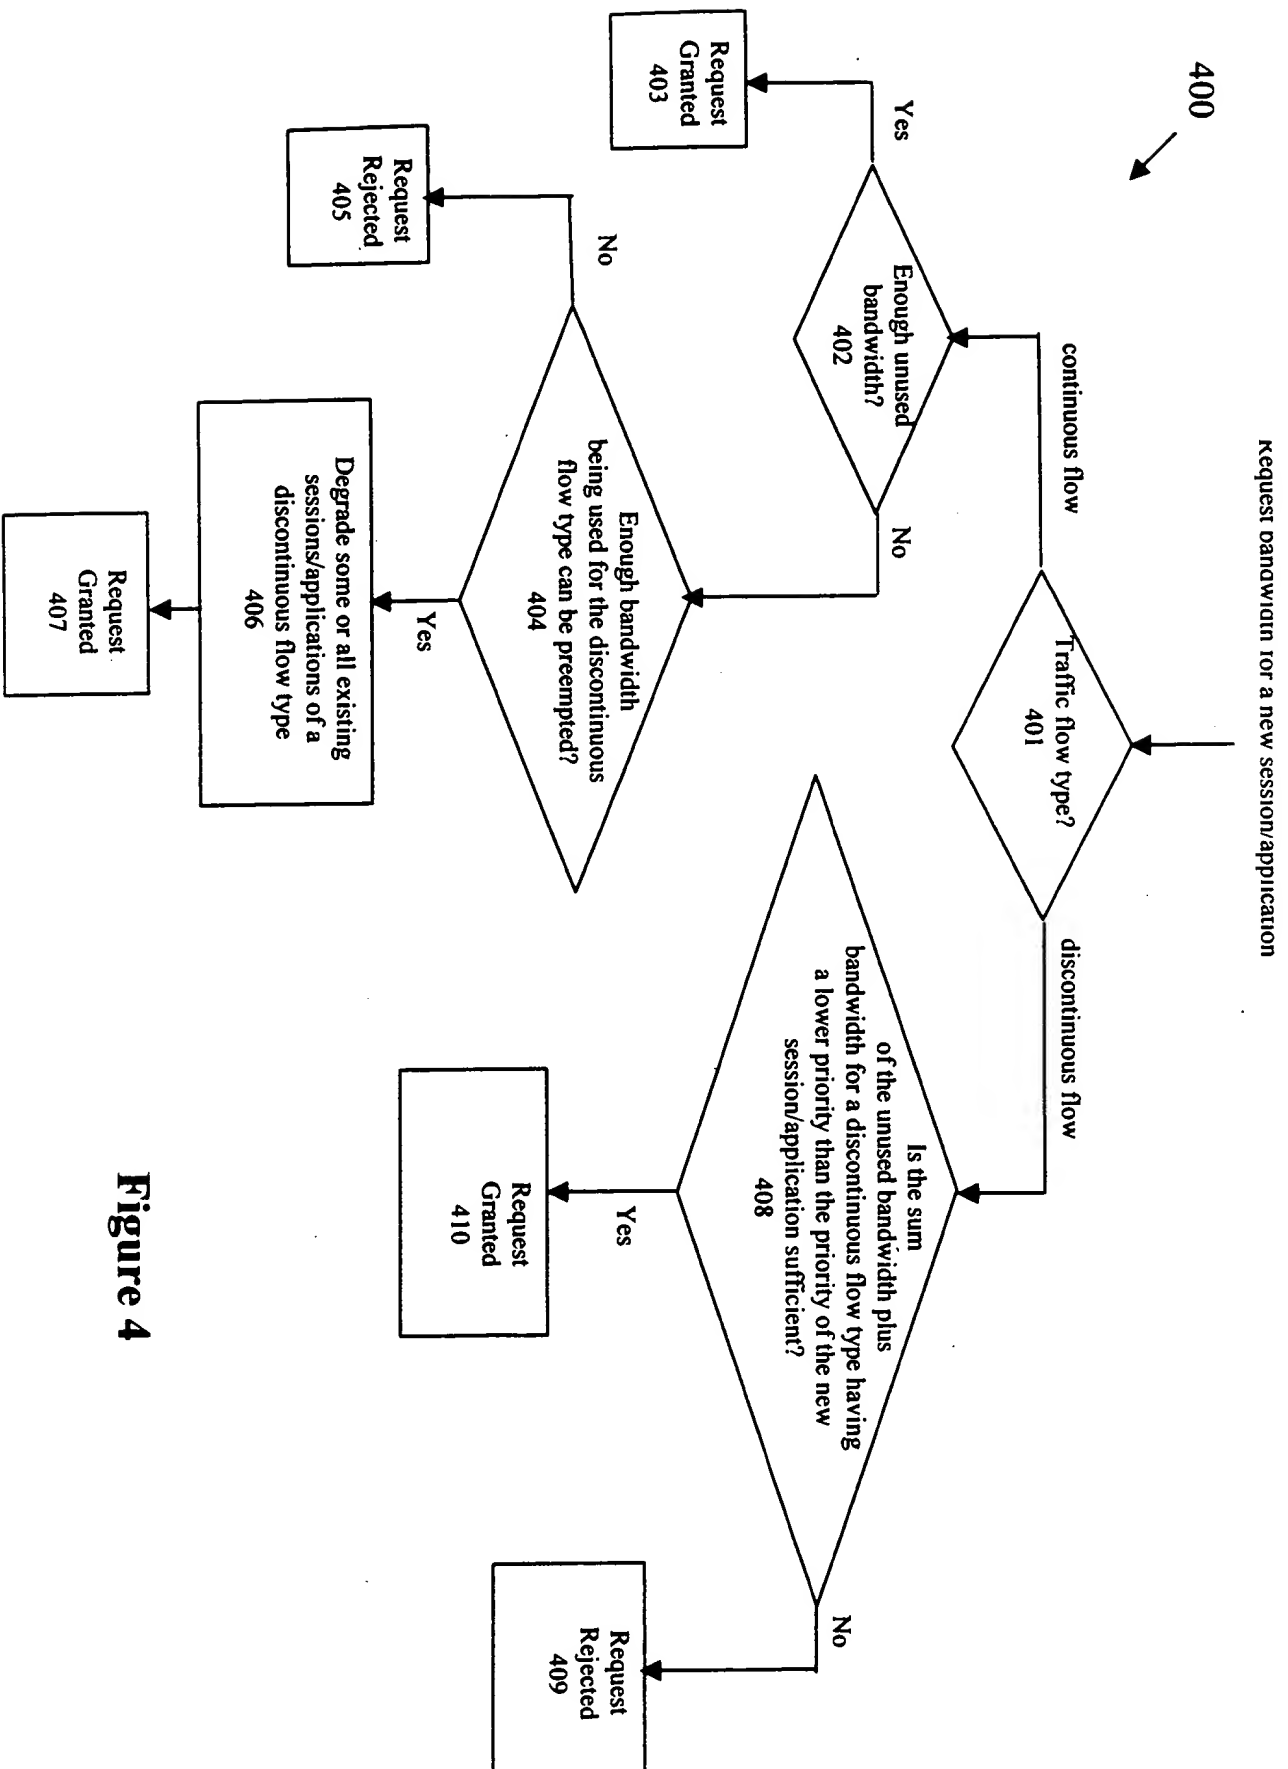 Request bandwidth for a new session/application
400
Traffic flow type?
401
continuous flow
discontinuous flow
Enough unused
bandwidth?
402
Yes
No
Request
Granted
403
Enough bandwidth
being used for the discontinuous
flow type can be preempted?
404
No
Yes
Request
Rejected
405
Degrade some or all existing
sessions/applications of a
discontinuous flow type
406
Request
Granted
407
Is the sum
of the unused bandwidth plus
bandwidth for a discontinuous flow type having
a lower priority than the priority of the new
session/application sufficient?
408
Yes
No
Request
Granted
410
Request
Rejected
409
Figure 4